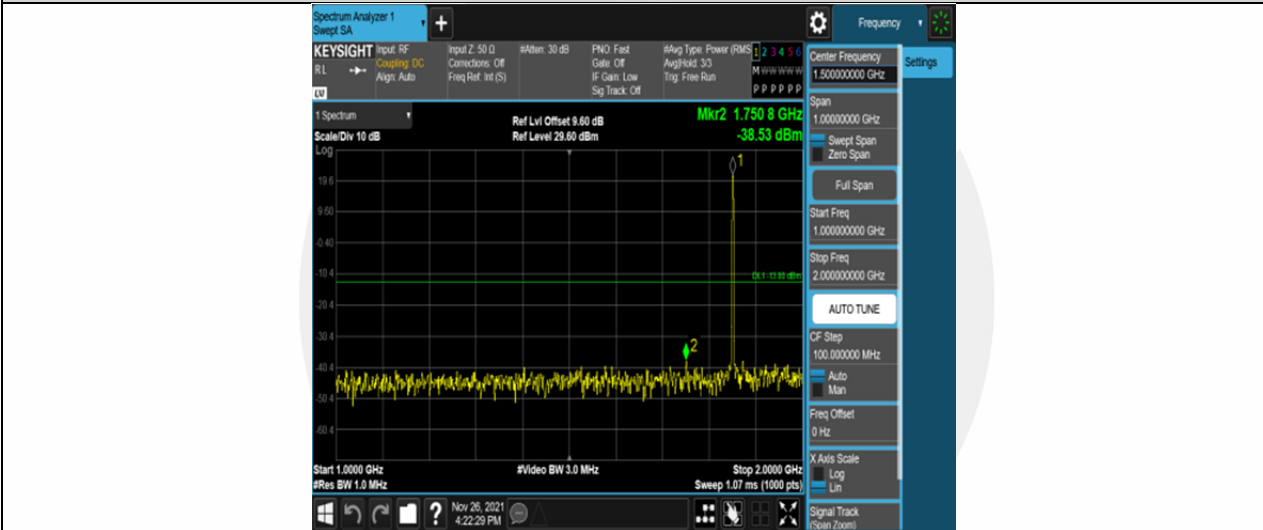 Spectrum Analyzer 1
Swept SA
+
Frequency
KEYSIGHT
Input: RF
Coupling: DC
Align: Auto
RL
LV
Input Z: 50 Ω
Corrections: Off
Freq Ref: Int (S)
#Atten: 30 dB
PNO: Fast
Gate: Off
IF Gain: Low
Sig Track: Off
#Avg Type: Power (RMS
Avg|Hold: 3/3
Trig: Free Run
1 2 3 4 5 6
M W W W W W
P P P P P P
1 Spectrum
Scale/Div 10 dB
Log
Ref Lvl Offset 9.60 dB
Ref Level 29.60 dBm
Mkr2 1.750 8 GHz
-38.53 dBm
1
19.6
9.60
-0.40
-10.4
DL1 -13.00 dBm
-20.4
-30.4
2
-40.4
-50.4
-60.4
Start 1.0000 GHz
#Res BW 1.0 MHz
#Video BW 3.0 MHz
Stop 2.0000 GHz
Sweep 1.07 ms (1000 pts)
?
Nov 26, 2021
4:22:29 PM
Center Frequency
1.500000000 GHz
Settings
Span
1.00000000 GHz
Swept Span
Zero Span
Full Span
Start Freq
1.000000000 GHz
Stop Freq
2.000000000 GHz
AUTO TUNE
CF Step
100.000000 MHz
Auto
Man
Freq Offset
0 Hz
X Axis Scale
Log
Lin
Signal Track
(Span Zoom)